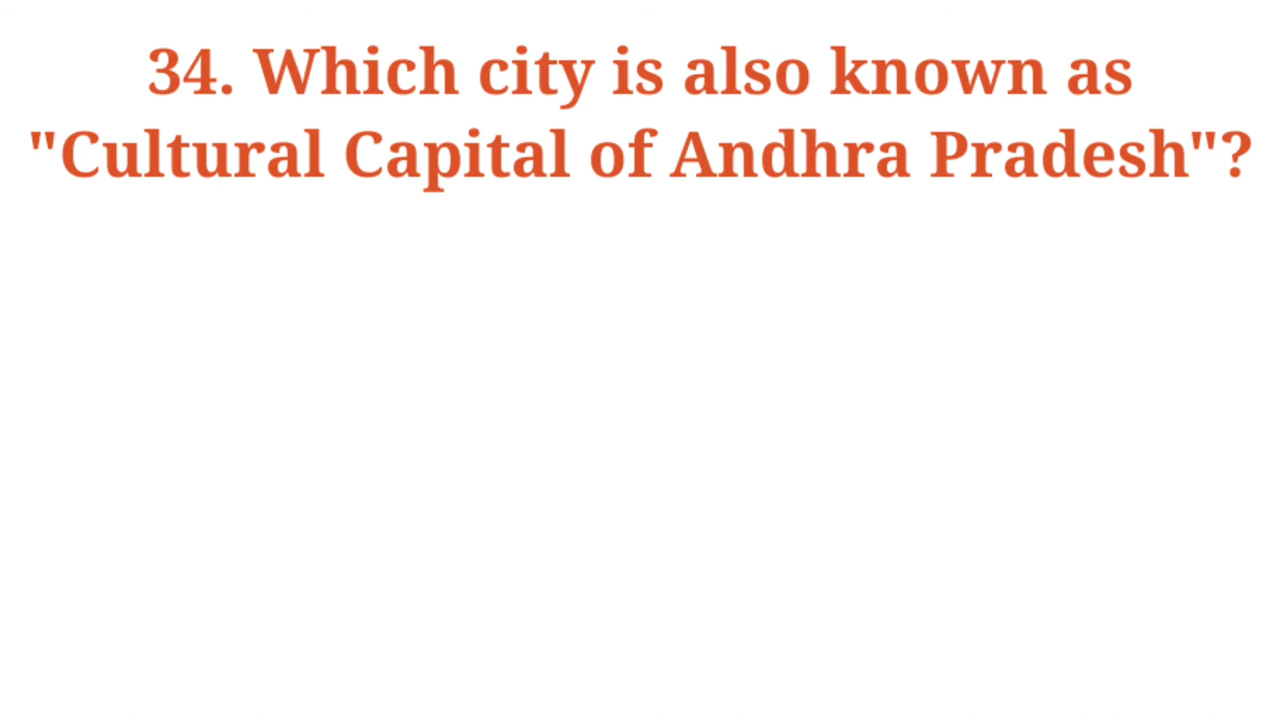 34. Which city is also known as
"Cultural Capital of Andhra Pradesh"?